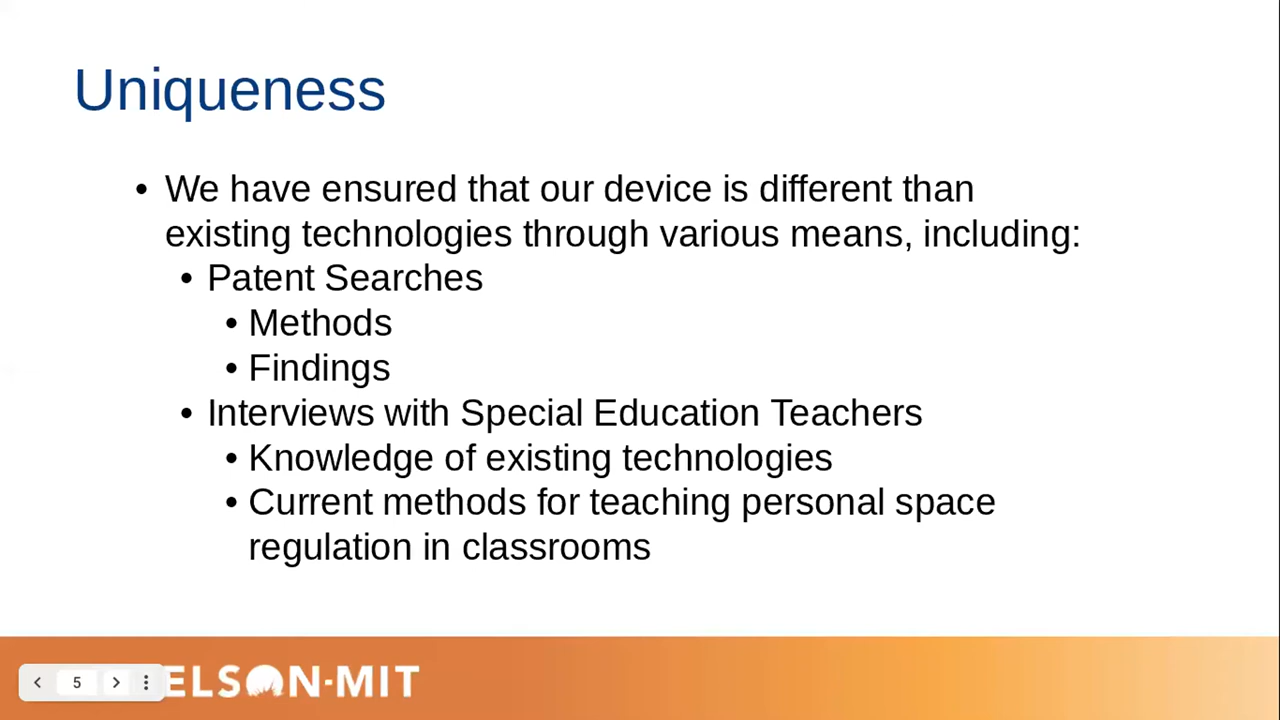 Uniqueness
• We have ensured that our device is different than
existing technologies through various means, including:
• Patent Searches
• Methods
• Findings
• Interviews with Special Education Teachers
• Knowledge of existing technologies
• Current methods for teaching personal space
regulation in classrooms
5
ELSON-MIT